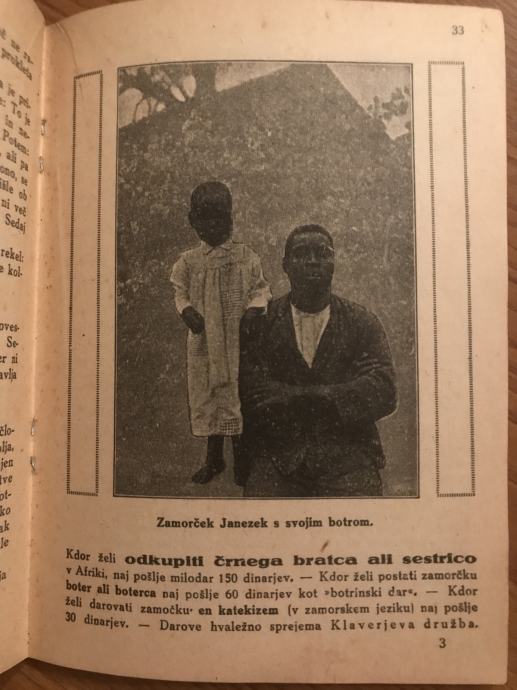 33
Zamorček Janezek s svojim botrom.
Kdor želi odkupiti črnega bratca ali sestrico
v Afriki, naj pošlje milodar 150 dinarjev. — Kdor želi postati zamorčku
boter ali boterca naj pošlje 60 dinarjev kot »botrinski dar«. — Kdor
želi darovati zamočku en katekizem (v zamorskem jeziku) naj pošlje
30 dinarjev. — Darove hvaležno sprejema Klaverjeva družba.
3